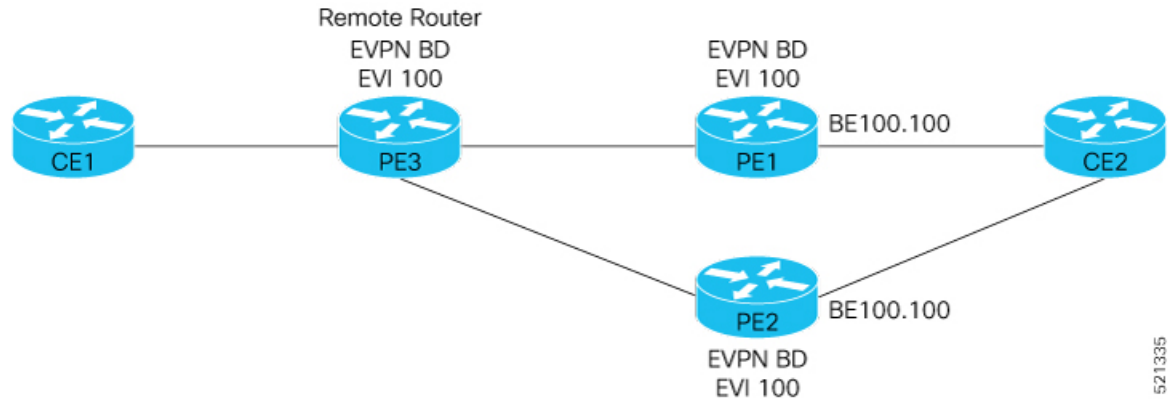 Remote Router
EVPN BD
EVI 100
EVPN BD
EVI 100
BE100.100
CE1
PE3
PE1
CE2
PE2
BE100.100
EVPN BD
EVI 100
521335